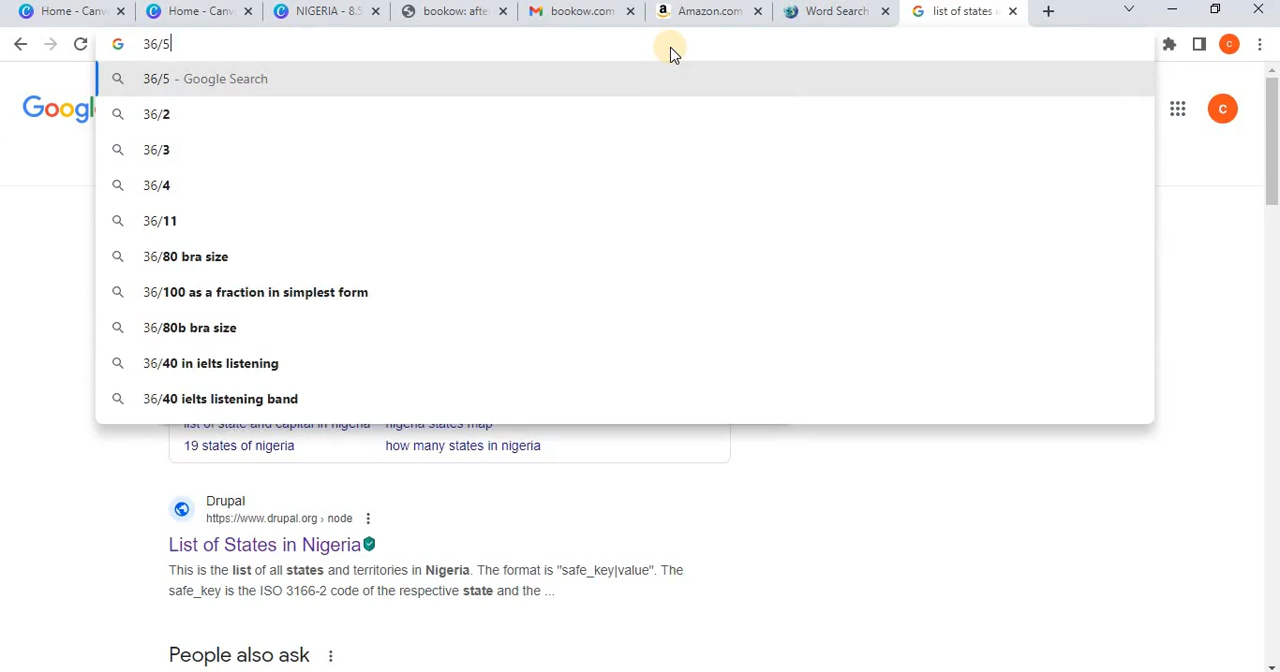 Home - Canv
Home - Canv
NIGERIA - 8.5
bookow: afte
bookow.com
Amazon.com
Word Search
list of states
36/5
C
36/5 - Google Search
Goog
C
36/2
36/3
36/4
36/11
36/80 bra size
36/100 as a fraction in simplest form
36/80b bra size
36/40 in ielts listening
36/40 ielts listening band
list of state and capital in nigeria nigeria states map
19 states of nigeria how many states in nigeria
Drupal
https://www.drupal.org › node
List of States in Nigeria
This is the list of all states and territories in Nigeria. The format is "safe_key|value". The
safe_key is the ISO 3166-2 code of the respective state and the ...
People also ask